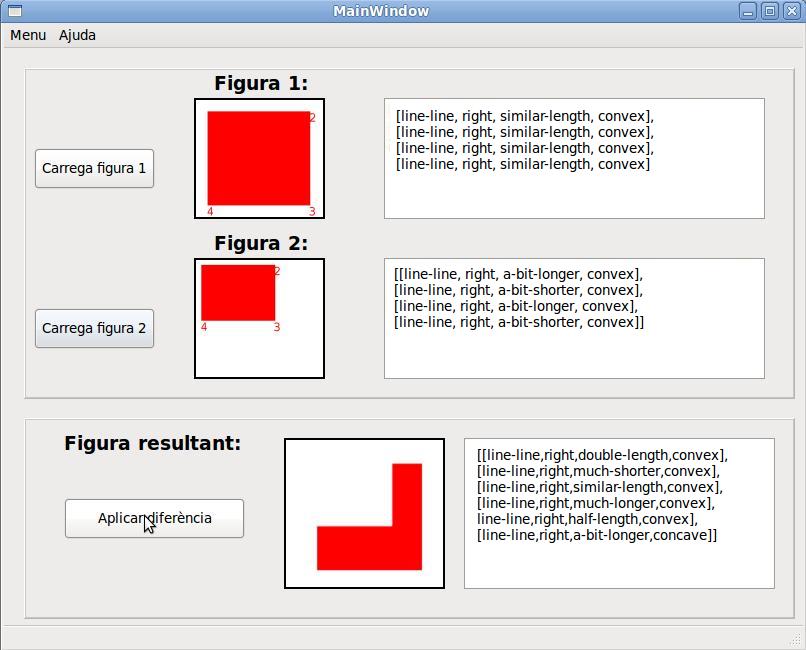 MainWindow
Menu Ajuda
Figura 1:
2
4 3
Carrega figura 1
[line-line, right, similar-length, convex],
[line-line, right, similar-length, convex],
[line-line, right, similar-length, convex],
[line-line, right, similar-length, convex]
Figura 2:
2
4 3
Carrega figura 2
[[line-line, right, a-bit-longer, convex],
[line-line, right, a-bit-shorter, convex],
[line-line, right, a-bit-longer, convex],
[line-line, right, a-bit-shorter, convex]]
Figura resultant:
Aplicar diferència
[[line-line,right,double-length,convex],
[line-line,right,much-shorter,convex],
[line-line,right,similar-length,convex],
[line-line,right,much-longer,convex],
line-line,right,half-length,convex],
[line-line,right,a-bit-longer,concave]]